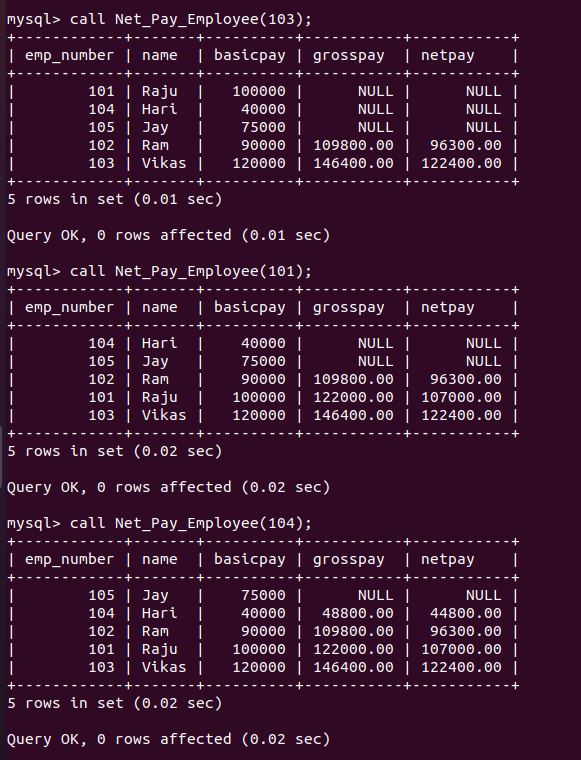 mysql> call Net_Pay_Employee(103);
+------------+-------+----------+-----------+-----------+
| emp_number | name  | basicpay | grosspay  | netpay    |
+------------+-------+----------+-----------+-----------+
|        101 | Raju  |   100000 |      NULL |      NULL |
|        104 | Hari  |    40000 |      NULL |      NULL |
|        105 | Jay   |    75000 |      NULL |      NULL |
|        102 | Ram   |    90000 | 109800.00 |  96300.00 |
|        103 | Vikas |   120000 | 146400.00 | 122400.00 |
+------------+-------+----------+-----------+-----------+
5 rows in set (0.01 sec)

Query OK, 0 rows affected (0.01 sec)

mysql> call Net_Pay_Employee(101);
+------------+-------+----------+-----------+-----------+
| emp_number | name  | basicpay | grosspay  | netpay    |
+------------+-------+----------+-----------+-----------+
|        104 | Hari  |    40000 |      NULL |      NULL |
|        105 | Jay   |    75000 |      NULL |      NULL |
|        102 | Ram   |    90000 | 109800.00 |  96300.00 |
|        101 | Raju  |   100000 | 122000.00 | 107000.00 |
|        103 | Vikas |   120000 | 146400.00 | 122400.00 |
+------------+-------+----------+-----------+-----------+
5 rows in set (0.02 sec)

Query OK, 0 rows affected (0.02 sec)

mysql> call Net_Pay_Employee(104);
+------------+-------+----------+-----------+-----------+
| emp_number | name  | basicpay | grosspay  | netpay    |
+------------+-------+----------+-----------+-----------+
|        105 | Jay   |    75000 |      NULL |      NULL |
|        104 | Hari  |    40000 |  48800.00 |  44800.00 |
|        102 | Ram   |    90000 | 109800.00 |  96300.00 |
|        101 | Raju  |   100000 | 122000.00 | 107000.00 |
|        103 | Vikas |   120000 | 146400.00 | 122400.00 |
+------------+-------+----------+-----------+-----------+
5 rows in set (0.02 sec)

Query OK, 0 rows affected (0.02 sec)